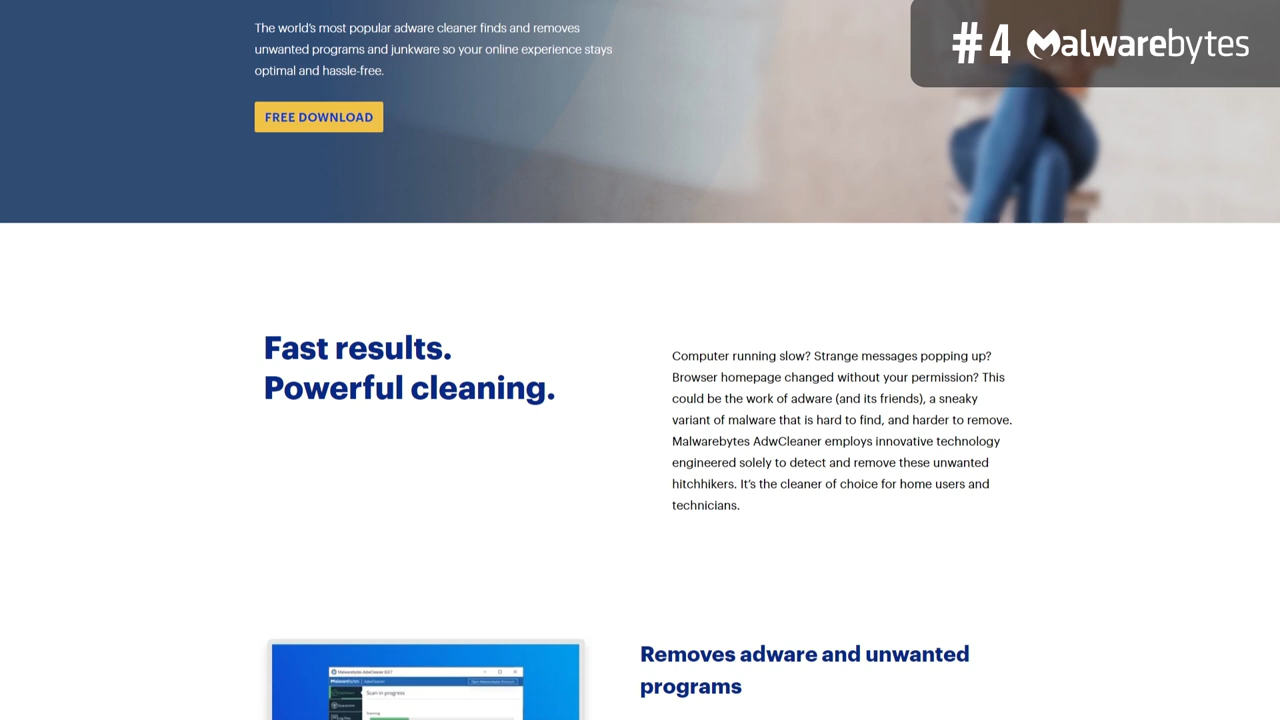 The world's most popular adware cleaner finds and removes
unwanted programs and junkware so your online experience stays
optimal and hassle-free.
FREE DOWNLOAD
#4 Malwarebytes
Fast results.
Powerful cleaning.
Computer running slow? Strange messages popping up?
Browser homepage changed without your permission? This
could be the work of adware (and its friends), a sneaky
variant of malware that is hard to find, and harder to remove.
Malwarebytes AdwCleaner employs innovative technology
engineered solely to detect and remove these unwanted
hitchhikers. It's the cleaner of choice for home users and
technicians.
Removes adware and unwanted
programs
Malwarebytes AdwCleaner
Malwarebytes | AdwCleaner
Scan in progress